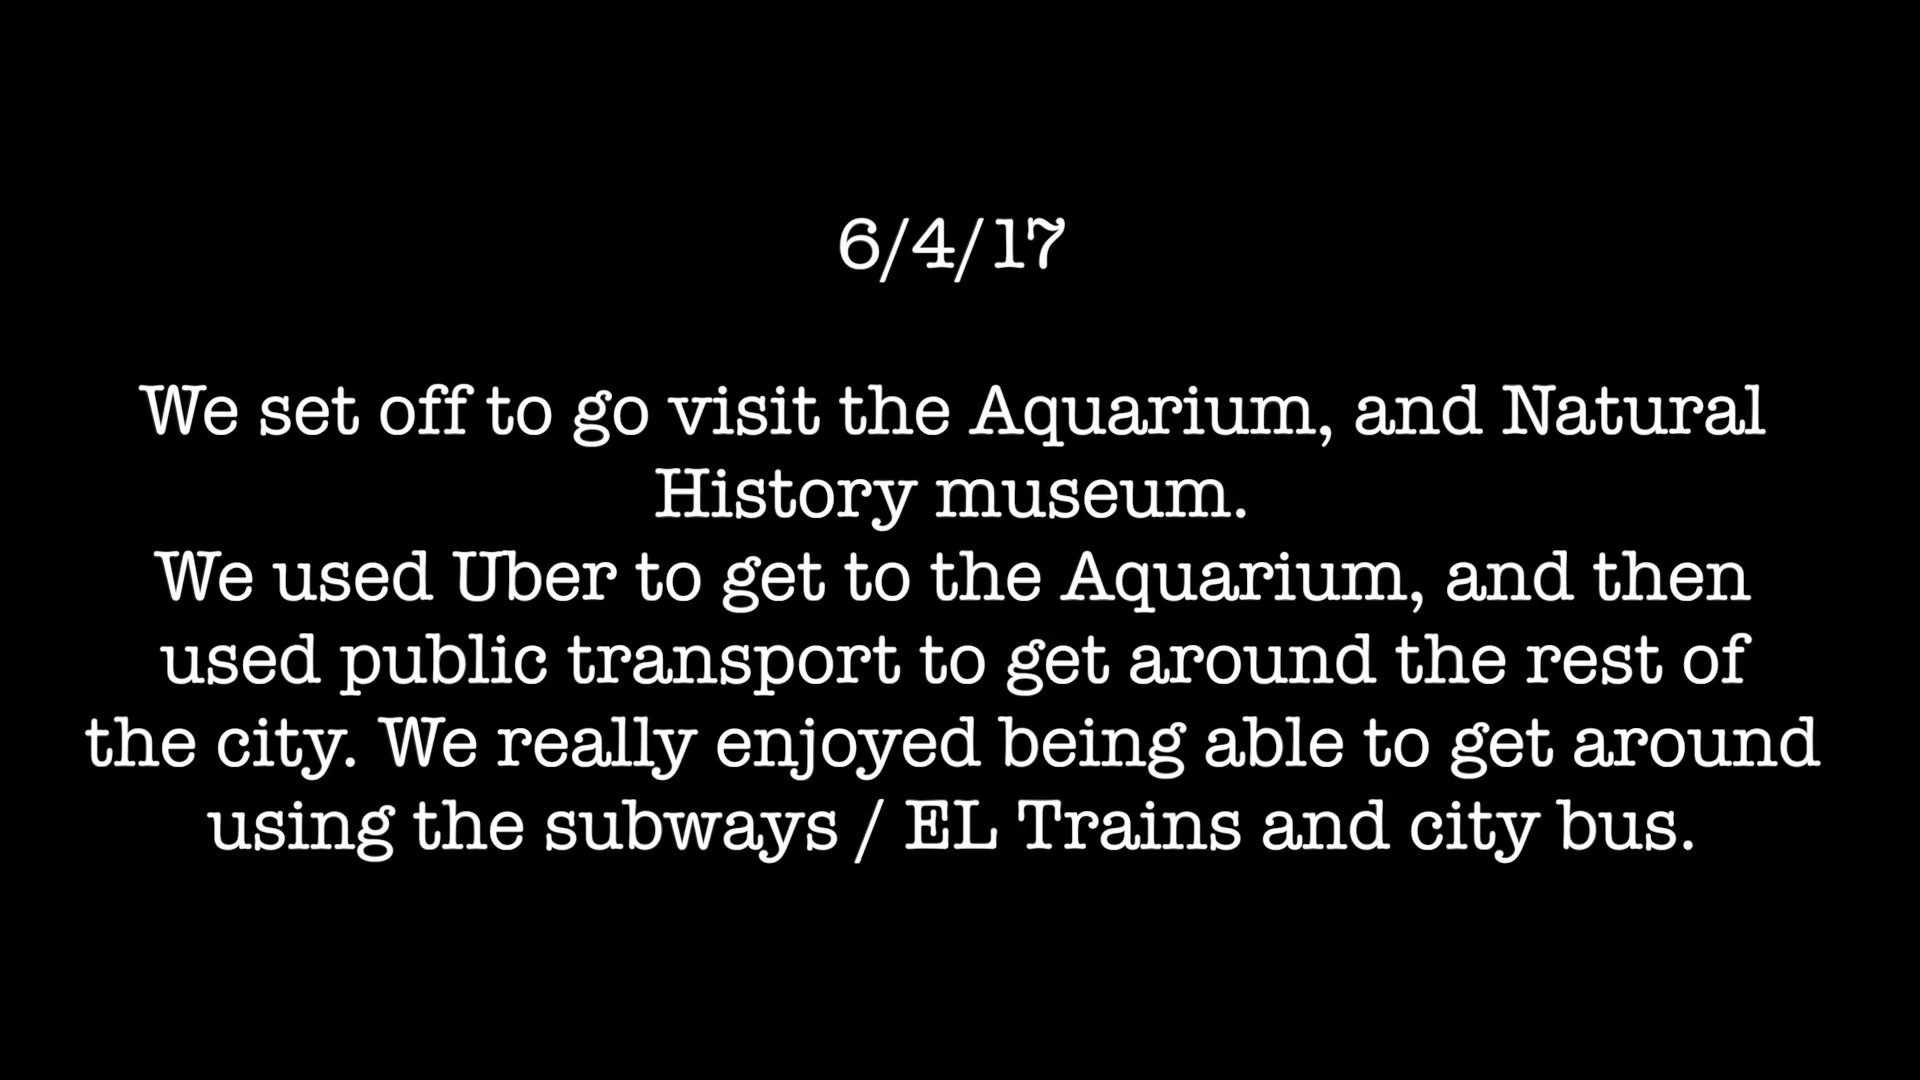 6/4/17
We set off to go visit the Aquarium, and Natural
History museum.
We used Uber to get to the Aquarium, and then
used public transport to get around the rest of
the city. We really enjoyed being able to get around
using the subways / EL Trains and city bus.